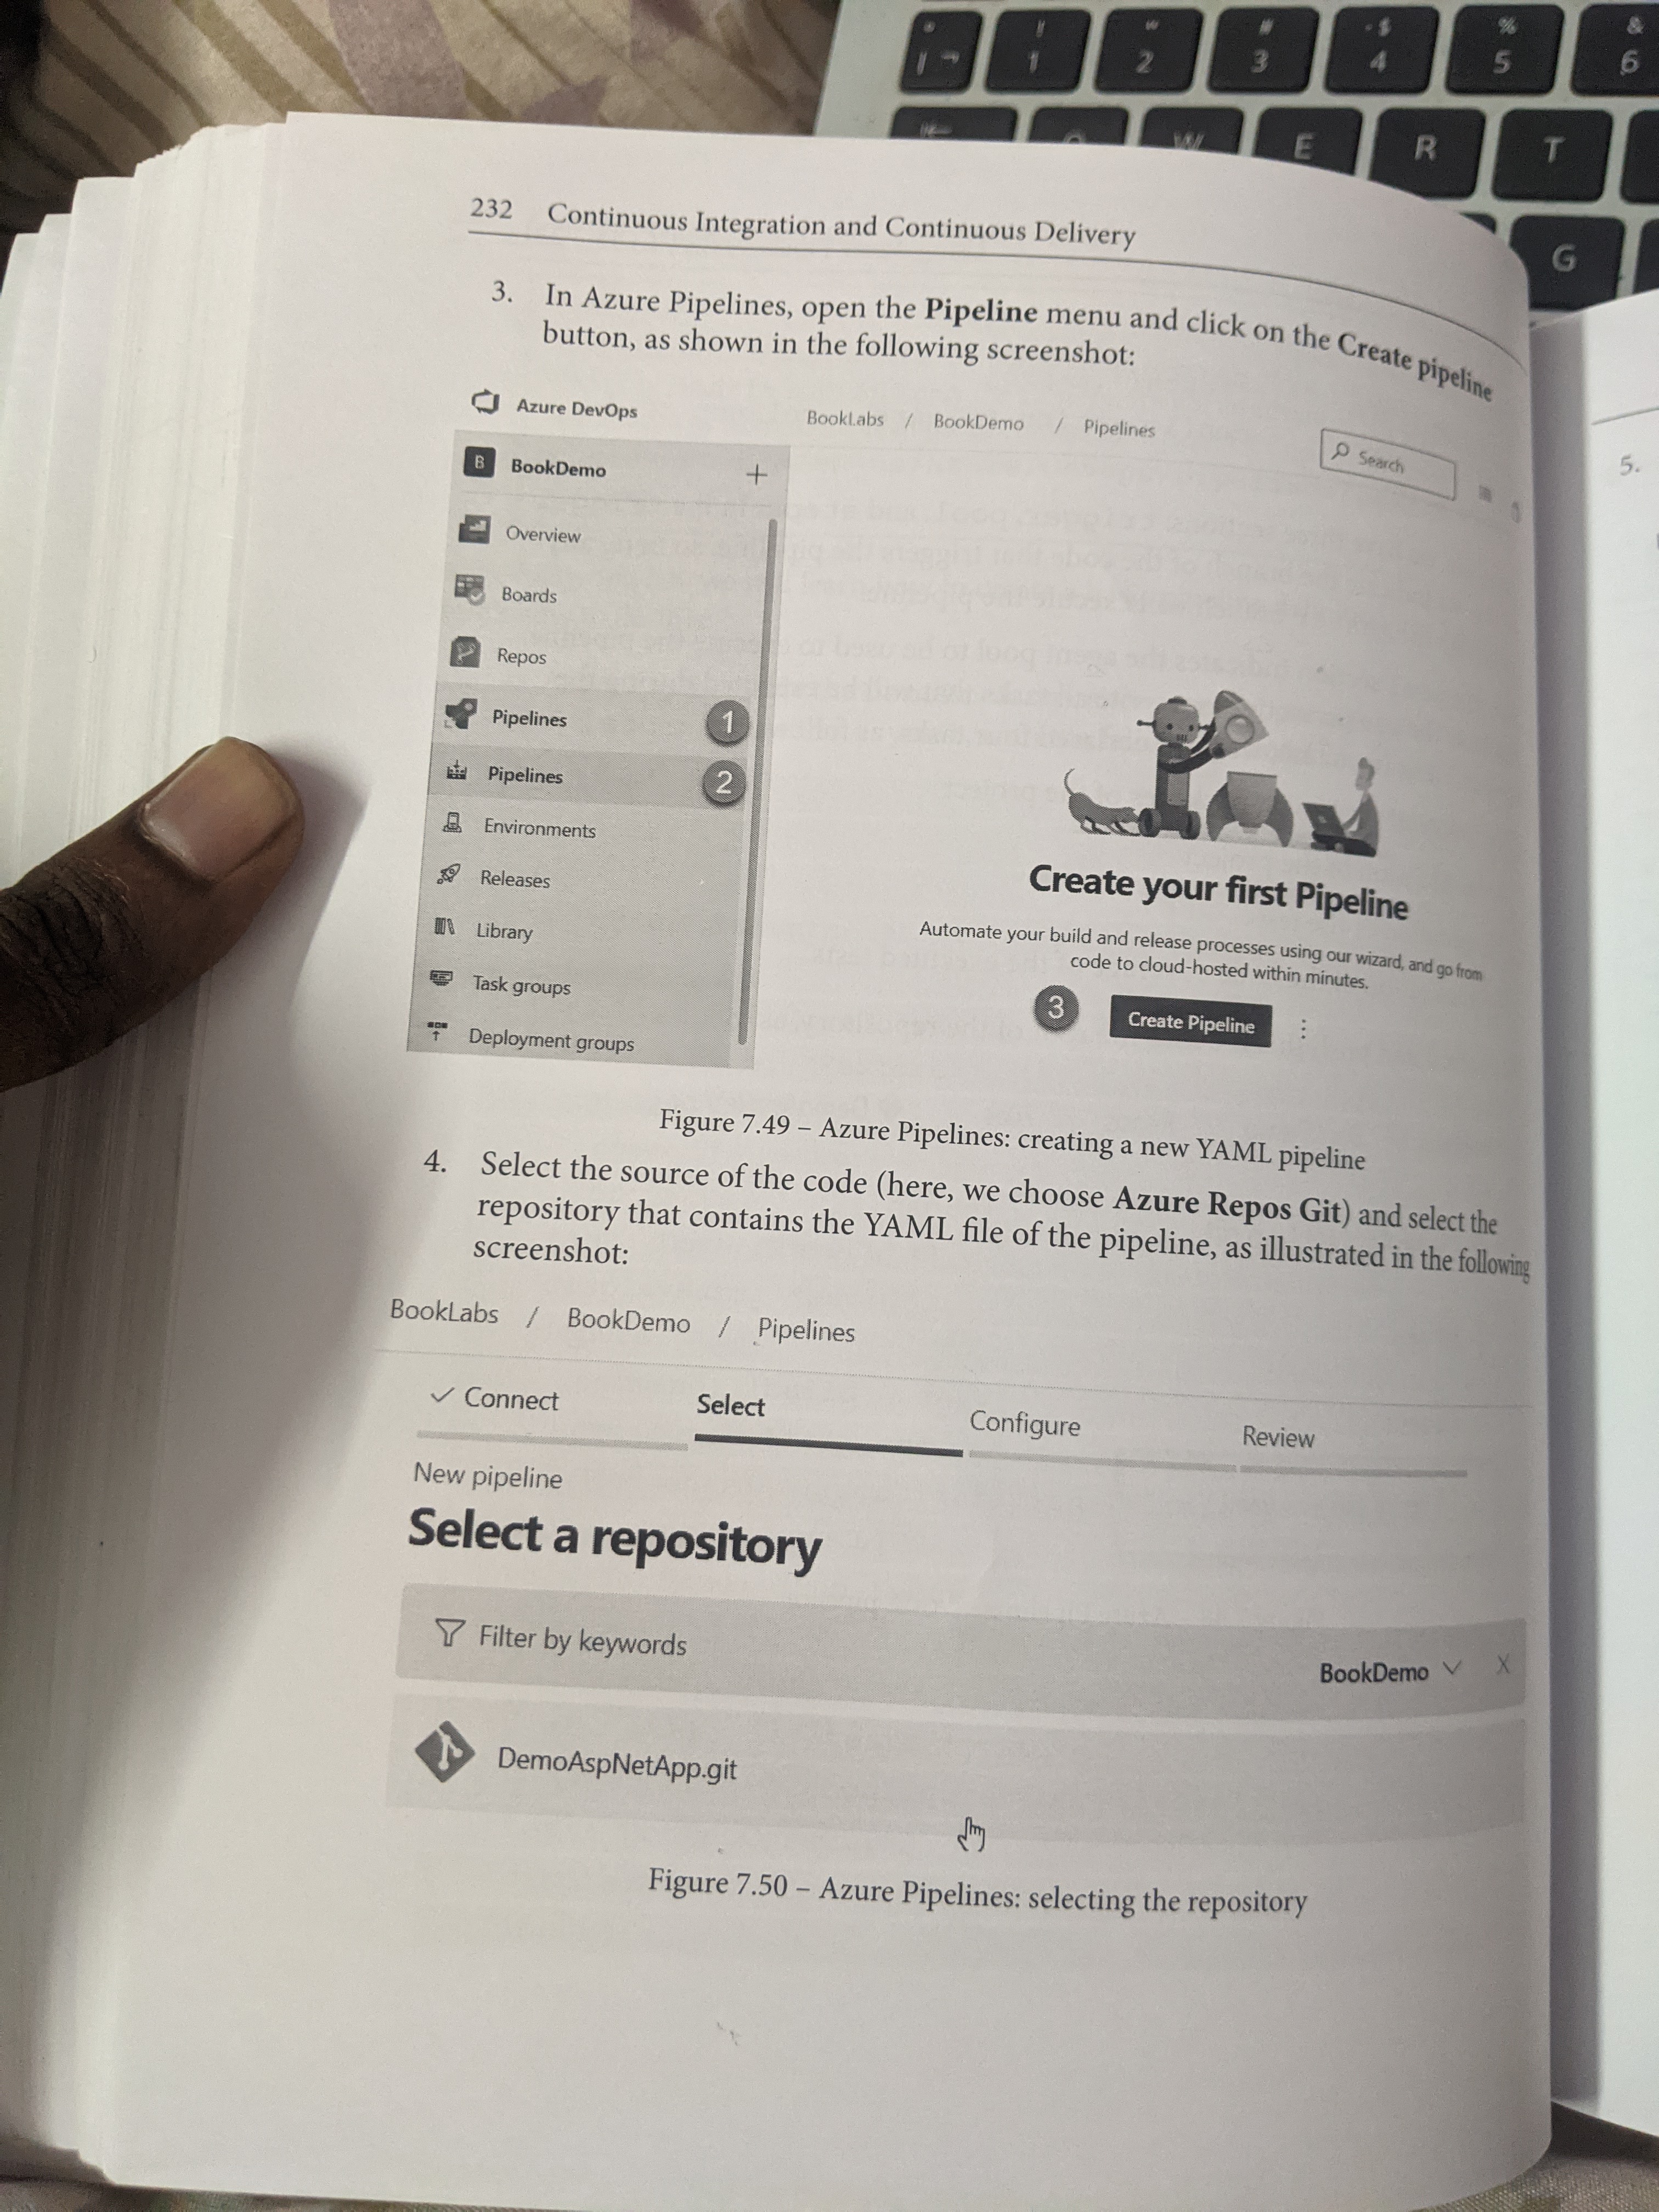 ! 1
" 2
# 3
$ 4
% 5
& 6
W E R T
G
232 Continuous Integration and Continuous Delivery
3. In Azure Pipelines, open the Pipeline menu and click on the Create pipeline
button, as shown in the following screenshot:
Azure DevOps
BookLabs / BookDemo / Pipelines
Search
B BookDemo +
Overview
Boards
Repos
Pipelines 1
Pipelines 2
Environments
Releases
Library
Task groups
Deployment groups
Create your first Pipeline
Automate your build and release processes using our wizard, and go from
code to cloud-hosted within minutes.
3 Create Pipeline
Figure 7.49 – Azure Pipelines: creating a new YAML pipeline
4. Select the source of the code (here, we choose Azure Repos Git) and select the
repository that contains the YAML file of the pipeline, as illustrated in the following
screenshot:
BookLabs / BookDemo / Pipelines
Connect Select Configure Review
New pipeline
Select a repository
Filter by keywords BookDemo X
DemoAspNetApp.git
Figure 7.50 – Azure Pipelines: selecting the repository
5.